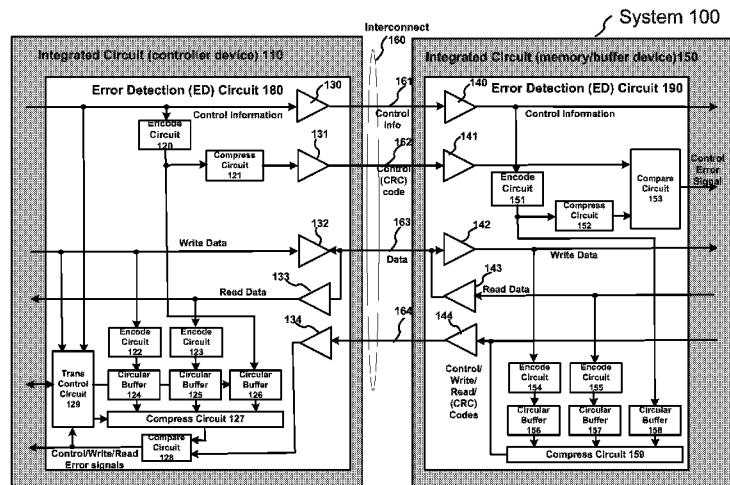 System 100
Interconnect
160
Integrated Circuit (controller device) 110
Integrated Circuit (memory/buffer device)150
Error Detection (ED) Circuit 180
130
161
140
Error Detection (ED) Circuit 190
Control Information
Control
info
Control Information
Encode
Circuit
120
131
162
141
Compress
Circuit
121
Control
(CRC)
code
Encode
Circuit
151
Compress
Circuit
152
Compare
Circuit
153
Control
Error
Signal
132
163
142
Write Data
Data
Write Data
133
143
Read Data
Read Data
134
164
144
Trans
Control
Circuit
129
Encode
Circuit
122
Encode
Circuit
123
Control/
Write/
Read/
(CRC)
Codes
Encode
Circuit
154
Encode
Circuit
155
Circular
Buffer
124
Circular
Buffer
125
Circular
Buffer
126
Circular
Buffer
156
Circular
Buffer
157
Circular
Buffer
158
Compress Circuit 127
Compare
Circuit
128
Compress Circuit 159
Control/Write/Read
Error signals